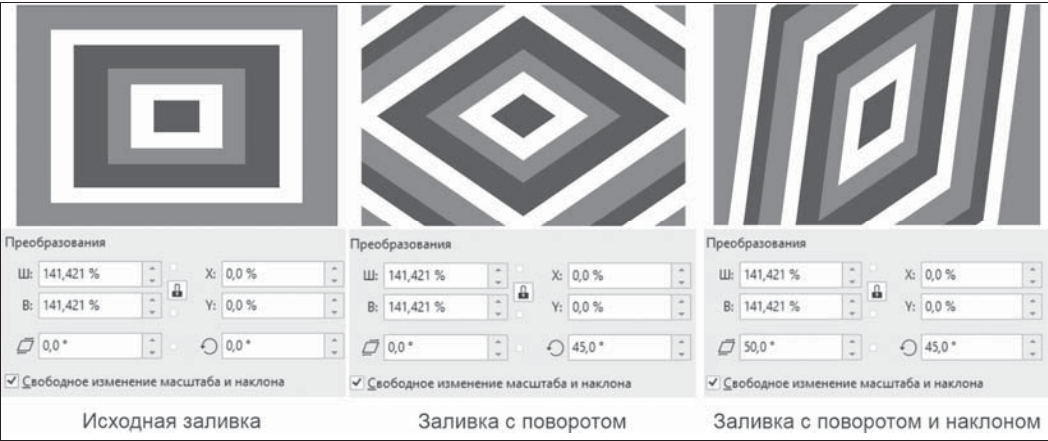 Преобразования
Ш: 141,421 % X: 0,0 %
В: 141,421 % Y: 0,0 %
0,0 ° 0,0 °
Свободное изменение масштаба и наклона
Исходная заливка
Преобразования
Ш: 141,421 % X: 0,0 %
В: 141,421 % Y: 0,0 %
0,0 ° 45,0 °
Свободное изменение масштаба и наклона
Заливка с поворотом
Преобразования
Ш: 141,421 % X: 0,0 %
В: 141,421 % Y: 0,0 %
50,0 ° 45,0 °
Свободное изменение масштаба и наклона
Заливка с поворотом и наклоном